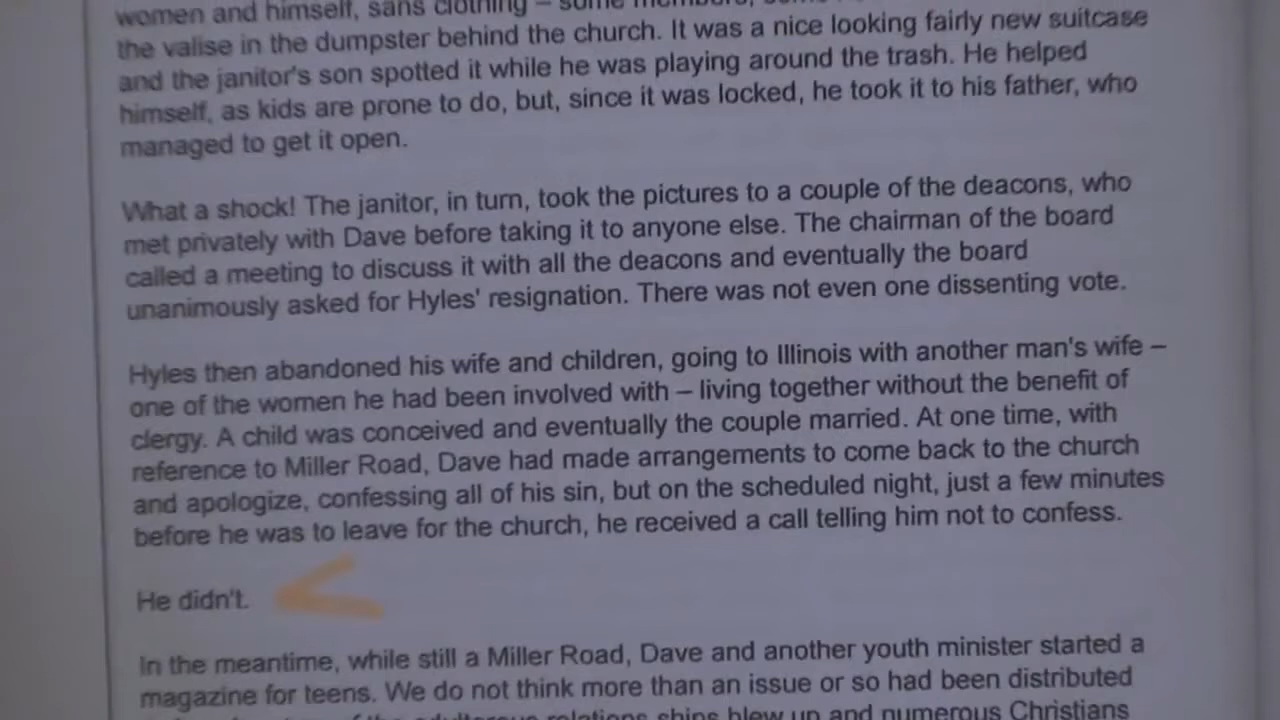 women and himself, sans clothing – some members,
the valise in the dumpster behind the church. It was a nice looking fairly new suitcase
and the janitor's son spotted it while he was playing around the trash. He helped
himself, as kids are prone to do, but, since it was locked, he took it to his father, who
managed to get it open.
What a shock! The janitor, in turn, took the pictures to a couple of the deacons, who
met privately with Dave before taking it to anyone else. The chairman of the board
called a meeting to discuss it with all the deacons and eventually the board
unanimously asked for Hyles' resignation. There was not even one dissenting vote.
Hyles then abandoned his wife and children, going to Illinois with another man's wife –
one of the women he had been involved with – living together without the benefit of
clergy. A child was conceived and eventually the couple married. At one time, with
reference to Miller Road, Dave had made arrangements to come back to the church
and apologize, confessing all of his sin, but on the scheduled night, just a few minutes
before he was to leave for the church, he received a call telling him not to confess.
He didn't.
In the meantime, while still a Miller Road, Dave and another youth minister started a
magazine for teens. We do not think more than an issue or so had been distributed
of the adulterous relations ships blew up and numerous Christians